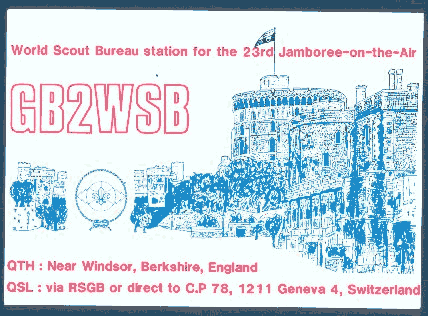 World Scout Bureau station for the 23rd Jamboree-on-the-Air
GB2WSB
QTH : Near Windsor, Berkshire, England
QSL : via RSGB or direct to C.P 78, 1211 Geneva 4, Switzerland